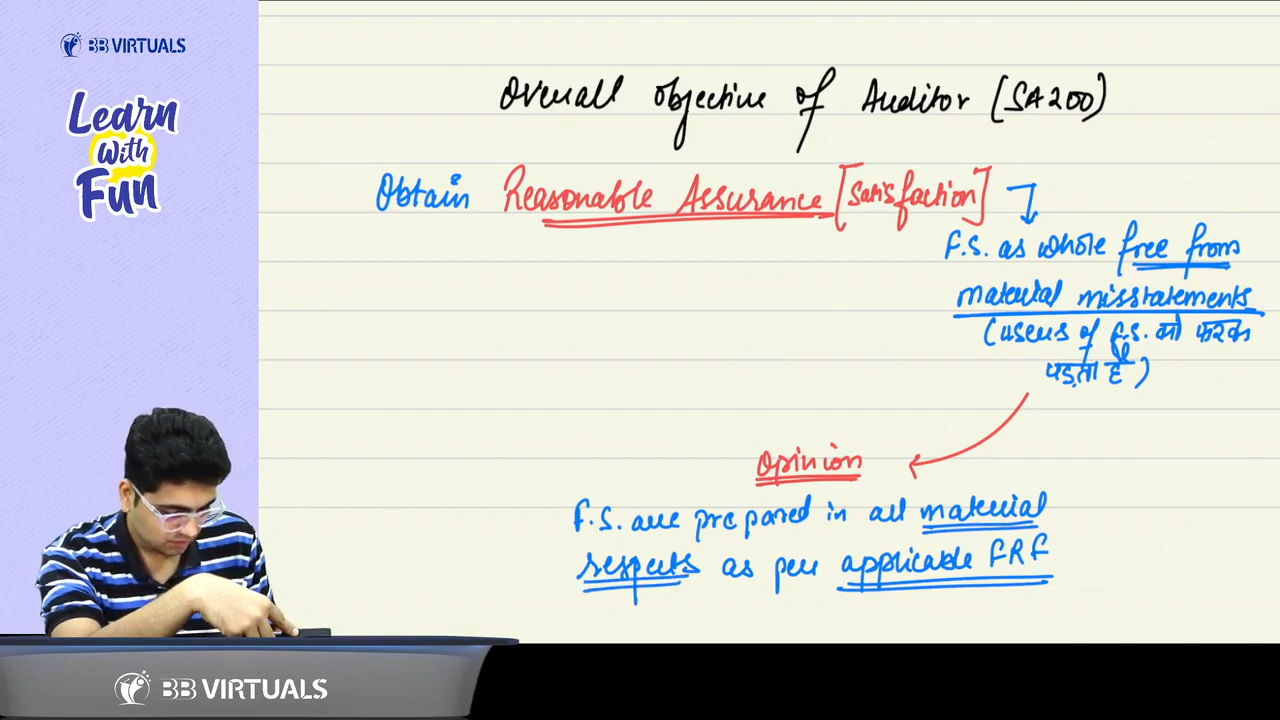 BB VIRTUALS
Learn
With
Fun
Overall objective of Auditor [SA200]
Obtain Reasonable Assurance [Satisfaction]
F.S. as whole free from
material misstatements
(users of F.S. को फरक
पड़ता है)
Opinion
F.S. are prepared in all material
respects as per applicable FRF
BB VIRTUALS